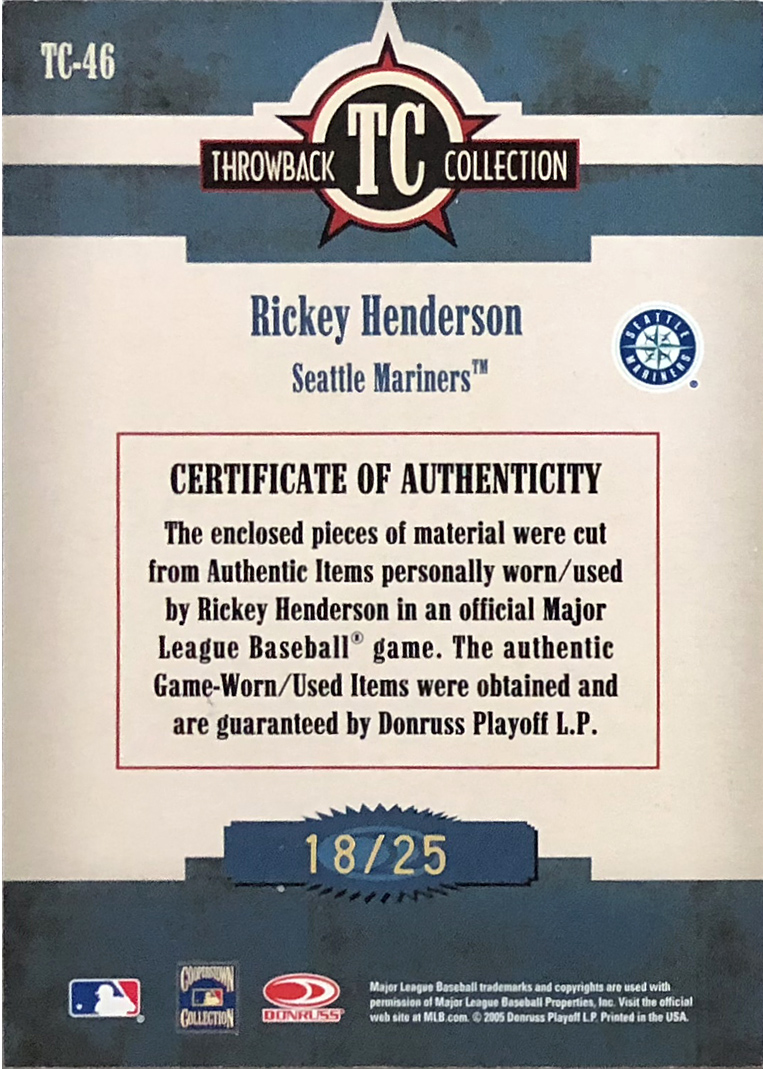 TC-46
TC
THROWBACK COLLECTION
Rickey Henderson
Seattle Mariners™
SEATTLE MARINERS ®
CERTIFICATE OF AUTHENTICITY
The enclosed pieces of material were cut
from Authentic Items personally worn/used
by Rickey Henderson in an official Major
League Baseball® game. The authentic
Game-Worn/Used Items were obtained and
are guaranteed by Donruss Playoff L.P.
18/25
COOPERSTOWN
COLLECTION
DONRUSS®
Major League Baseball trademarks and copyrights are used with
permission of Major League Baseball Properties, Inc. Visit the official
web site at MLB.com. © 2005 Donruss Playoff L.P. Printed in the USA.